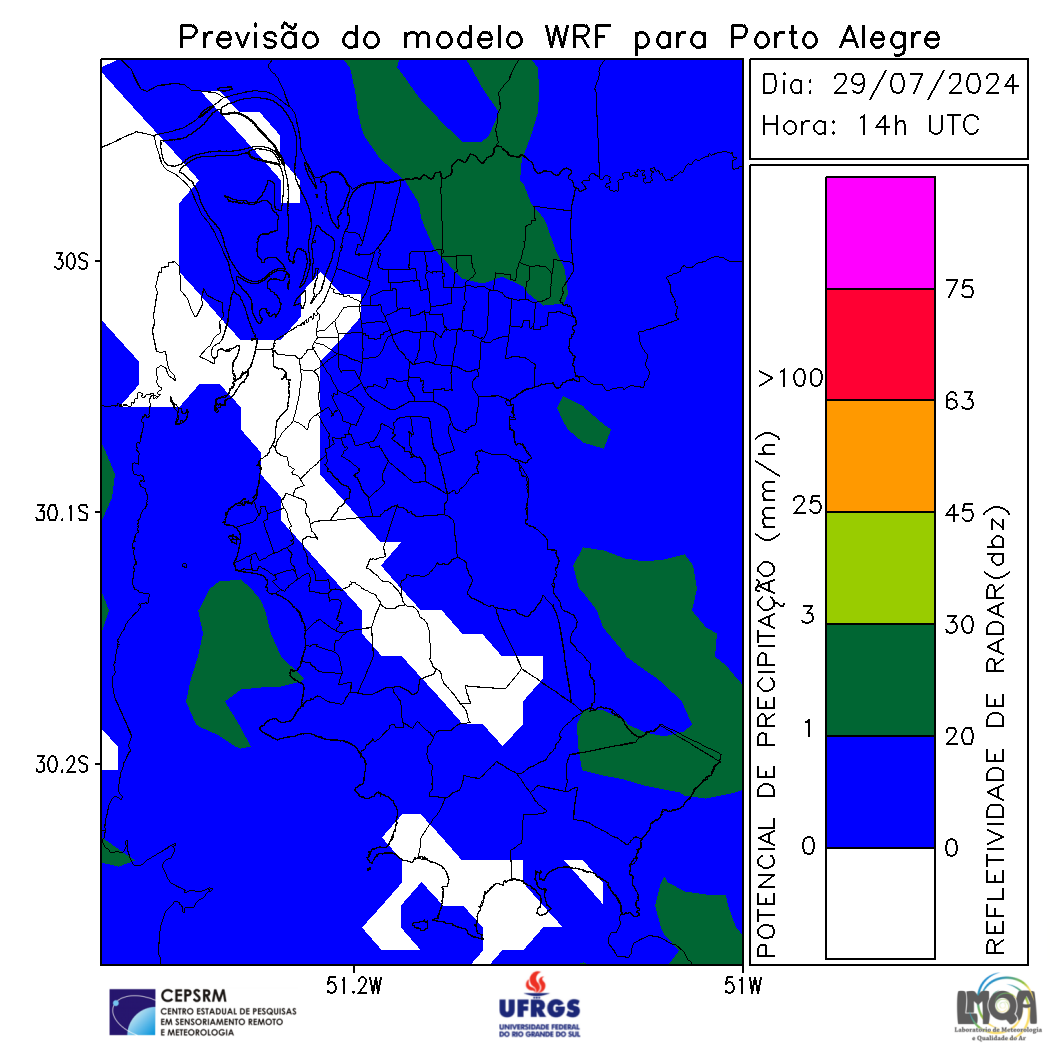 Previsão do modelo WRF para Porto Alegre
Dia: 29/07/2024
Hora: 14h UTC
30S
30.1S
30.2S
51.2W
51W
POTENCIAL DE PRECIPITAÇÃO (mm/h)
>100
25
3
1
0
75
63
45
30
20
0
REFLETIVIDADE DE RADAR(dbz)
CEPSRM
CENTRO ESTADUAL DE PESQUISAS
EM SENSORIAMENTO REMOTO
E METEOROLOGIA
UFRGS
UNIVERSIDADE FEDERAL
DO RIO GRANDE DO SUL
LMQA
Laboratório de Meteorologia
e Qualidade do Ar